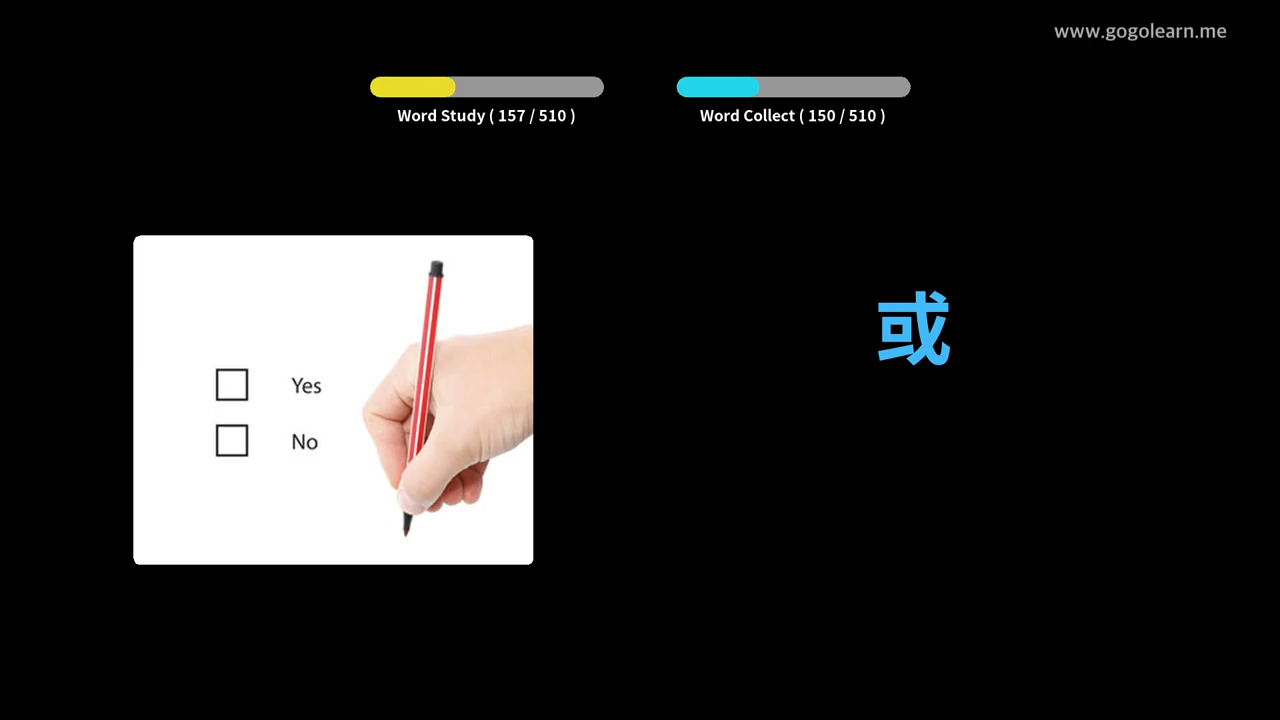 www.gogolearn.me
Word Study ( 157 / 510 )
Word Collect ( 150 / 510 )
或
Yes
No